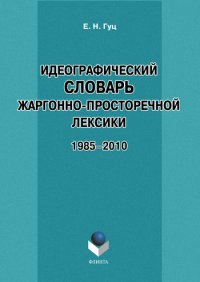 Е. Н. Гуц
ИДЕОГРАФИЧЕСКИЙ
СЛОВАРЬ
ЖАРГОННО-ПРОСТОРЕЧНОЙ
ЛЕКСИКИ
1985–2010
ФЛИНТА